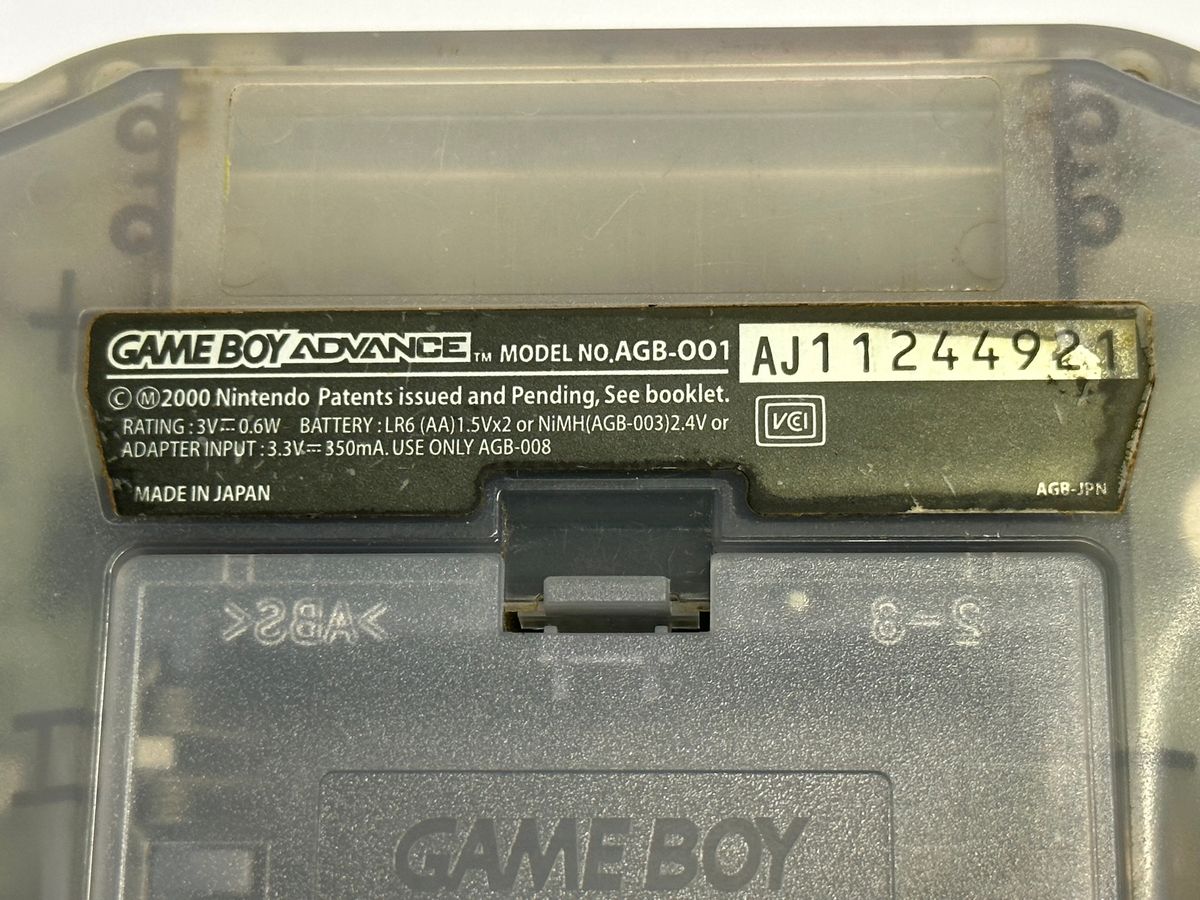 GAME BOY ADVANCE TM MODEL NO.AGB-001 AJ11244921
© Ⓜ2000 Nintendo Patents issued and Pending, See booklet.
VCI
RATING : 3V⎓ 0.6W BATTERY : LR6 (AA)1.5Vx2 or NiMH(AGB-003)2.4V or
ADAPTER INPUT : 3.3V⎓ 350mA. USE ONLY AGB-008
MADE IN JAPAN AGB-JPN
>ABS< 2-3
GAME BOY